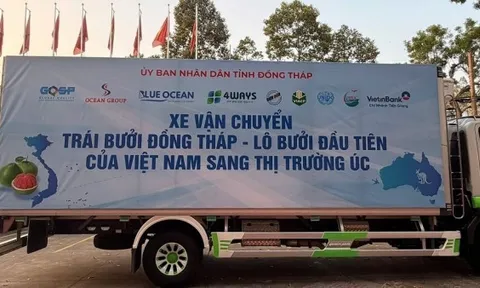 ỦY BAN NHÂN DÂN TỈNH ĐỒNG THÁP
GQSP
OCEAN GROUP
BLUE OCEAN
4WAYS
VietinBank
XE VẬN CHUYỂN
TRÁI BƯỞI ĐỒNG THÁP - LÔ BƯỞI ĐẦU TIÊN
CỦA VIỆT NAM SANG THỊ TRƯỜNG ÚC